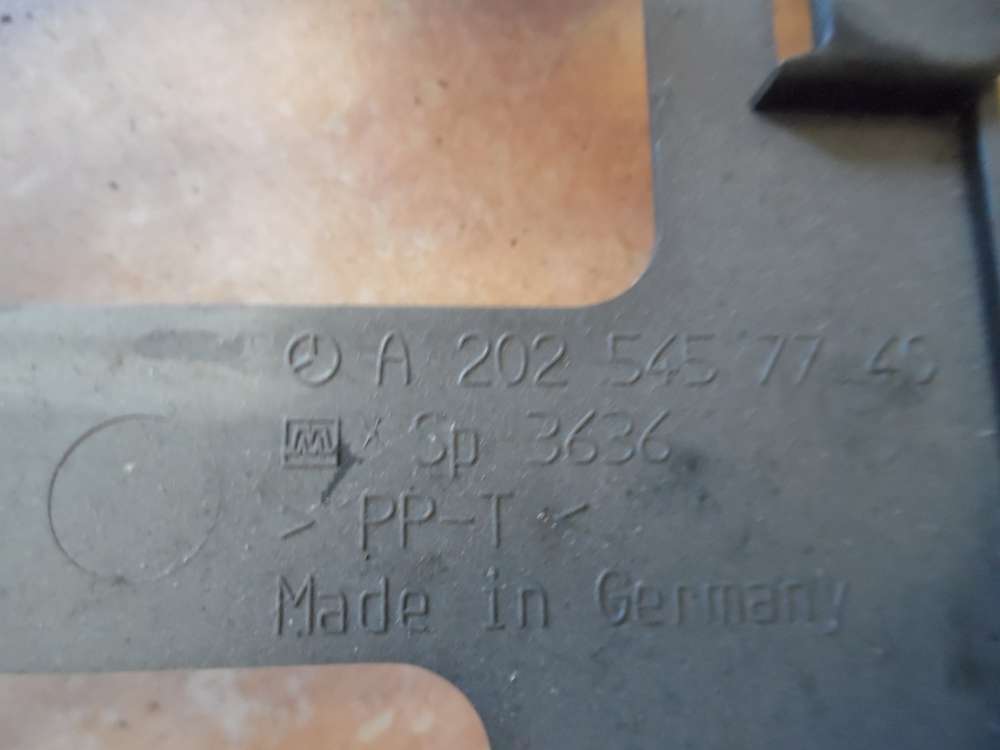 A 202 545 77 40
Sp 3636
> PP-T <
Made in Germany